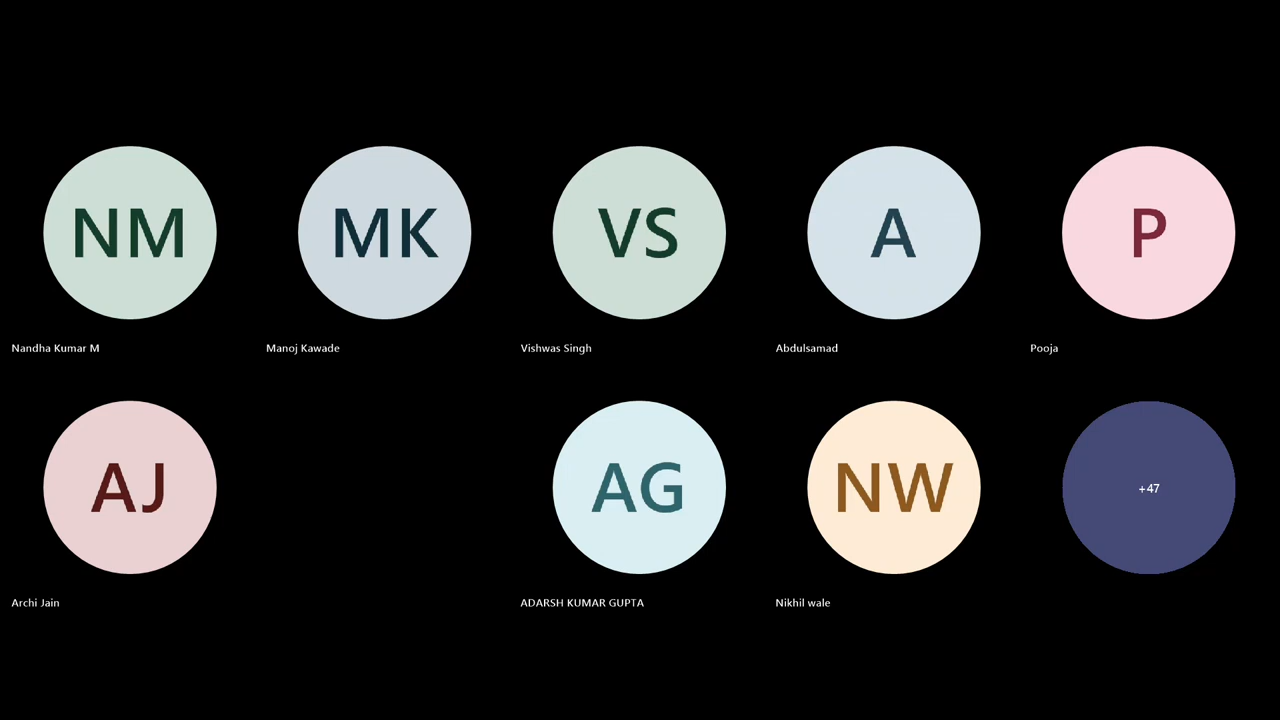 NM
MK
VS
A
P
Nandha Kumar M
Manoj Kawade
Vishwas Singh
Abdulsamad
Pooja
AJ
AG
NW
+47
Archi Jain
ADARSH KUMAR GUPTA
Nikhil wale